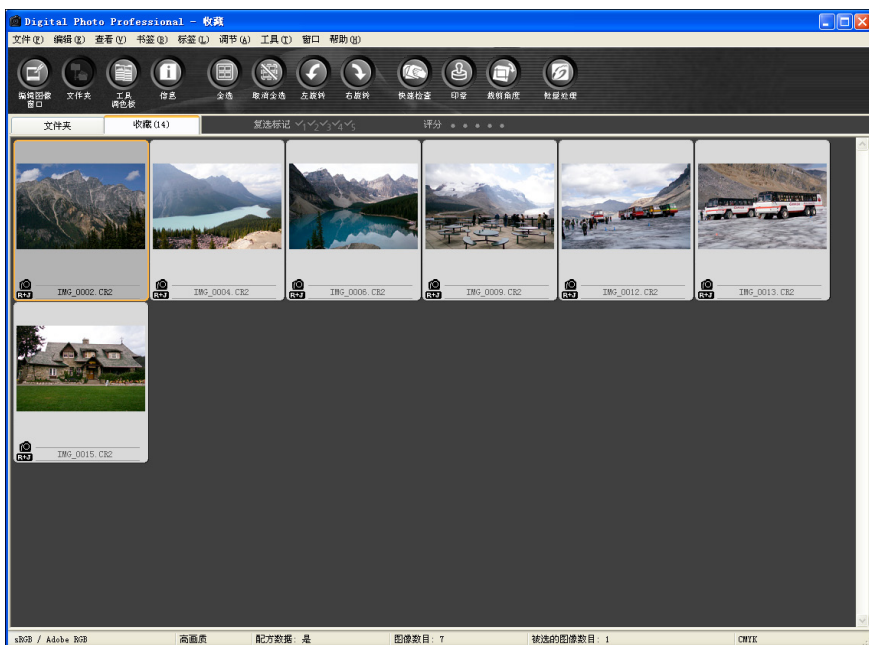 Digital Photo Professional - 收藏
文件(F) 编辑(E) 查看(V) 书签(B) 标签(L) 调节(A) 工具(T) 窗口 帮助(H)
编辑图像窗口 文件夹 工具调色板 信息 全选 取消全选 左旋转 右旋转 快速检查 印章 裁剪角度 批量处理
文件夹 收藏(14) 复选标记 1 2 3 4 5 评分
R+J IMG_0002.CR2 R+J IMG_0004.CR2 R+J IMG_0006.CR2 R+J IMG_0009.CR2 R+J IMG_0012.CR2 R+J IMG_0013.CR2
R+J IMG_0015.CR2
sRGB / Adobe RGB 高画质 配方数据: 是 图像数目: 7 被选的图像数目: 1 CMYK